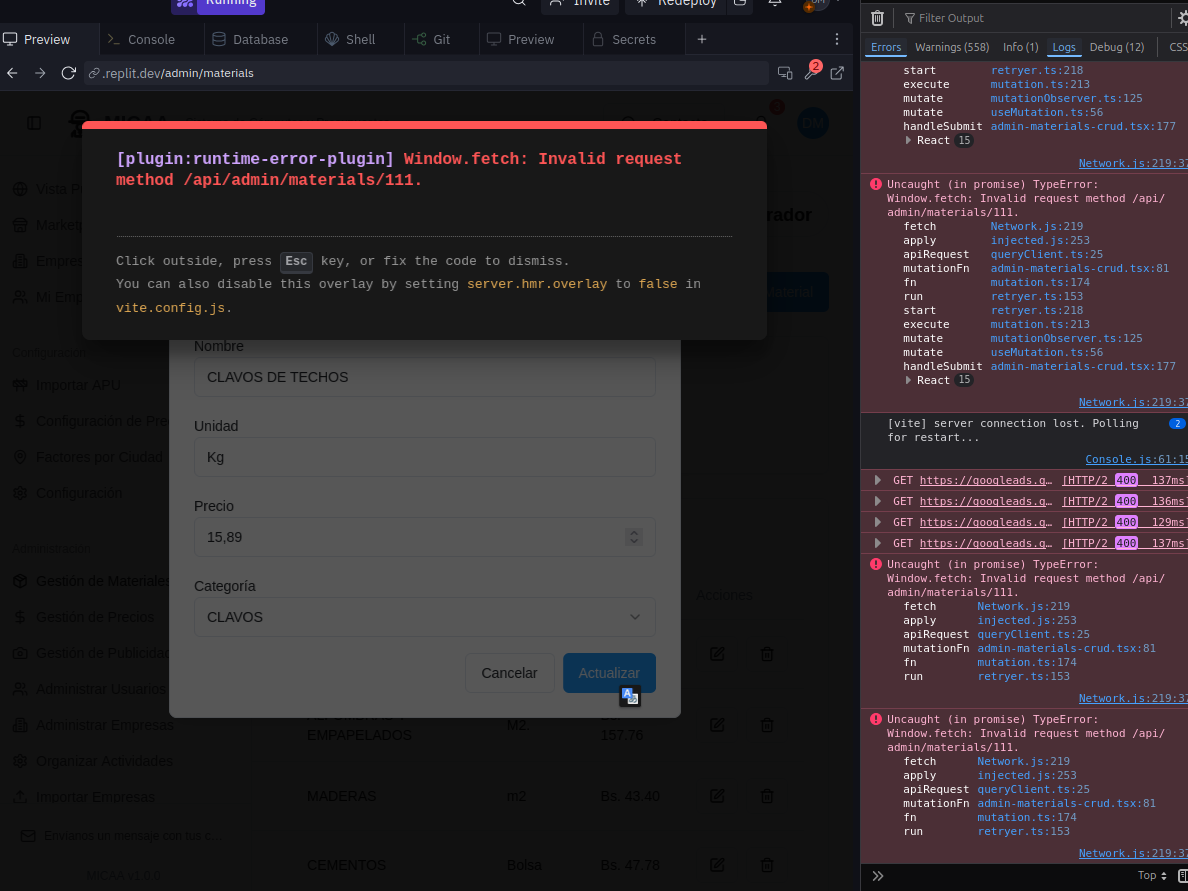 Running
Invite
Redeploy
Preview
Console
Database
Shell
Git
Preview
Secrets
.replit.dev/admin/materials
2
DM
[plugin:runtime-error-plugin] Window.fetch: Invalid request
method /api/admin/materials/111.
Click outside, press Esc key, or fix the code to dismiss.
You can also disable this overlay by setting server.hmr.overlay to false in
vite.config.js.
Configuración
Importar APU
Configuración de Pre
Factores por Ciudad
Configuración
Administración
Gestión de Materiales
Gestión de Precios
Gestión de Publicidad
Administrar Usuarios
Administrar Empresas
Organizar Actividades
Importar Empresas
Envíanos un mensaje con tus c...
MICAA v1.0.0
Nombre
CLAVOS DE TECHOS
Unidad
Kg
Precio
15,89
Categoría
CLAVOS
Cancelar
Actualizar
Acciones
EMPAPELADOS
M2.
157.76
MADERAS
m2
Bs. 43.40
CEMENTOS
Bolsa
Bs. 47.78
Filter Output
Errors
Warnings (558)
Info (1)
Logs
Debug (12)
CSS
start retryer.ts:218
execute mutation.ts:213
mutate mutationObserver.ts:125
mutate useMutation.ts:56
handleSubmit admin-materials-crud.tsx:177
React 15
Network.js:219:37
Uncaught (in promise) TypeError:
Window.fetch: Invalid request method /api/
admin/materials/111.
fetch Network.js:219
apply injected.js:253
apiRequest queryClient.ts:25
mutationFn admin-materials-crud.tsx:81
fn mutation.ts:174
run retryer.ts:153
start retryer.ts:218
execute mutation.ts:213
mutate mutationObserver.ts:125
mutate useMutation.ts:56
handleSubmit admin-materials-crud.tsx:177
React 15
Network.js:219:37
[vite] server connection lost. Polling 2
for restart...
Console.js:61:15
GET https://googleads.g… [HTTP/2 400 137ms
GET https://googleads.g… [HTTP/2 400 136ms
GET https://googleads.g… [HTTP/2 400 129ms
GET https://googleads.g… [HTTP/2 400 137ms
Uncaught (in promise) TypeError:
Window.fetch: Invalid request method /api/
admin/materials/111.
fetch Network.js:219
apply injected.js:253
apiRequest queryClient.ts:25
mutationFn admin-materials-crud.tsx:81
fn mutation.ts:174
run retryer.ts:153
Network.js:219:37
Uncaught (in promise) TypeError:
Window.fetch: Invalid request method /api/
admin/materials/111.
fetch Network.js:219
apply injected.js:253
apiRequest queryClient.ts:25
mutationFn admin-materials-crud.tsx:81
fn mutation.ts:174
run retryer.ts:153
Network.js:219:37
Top